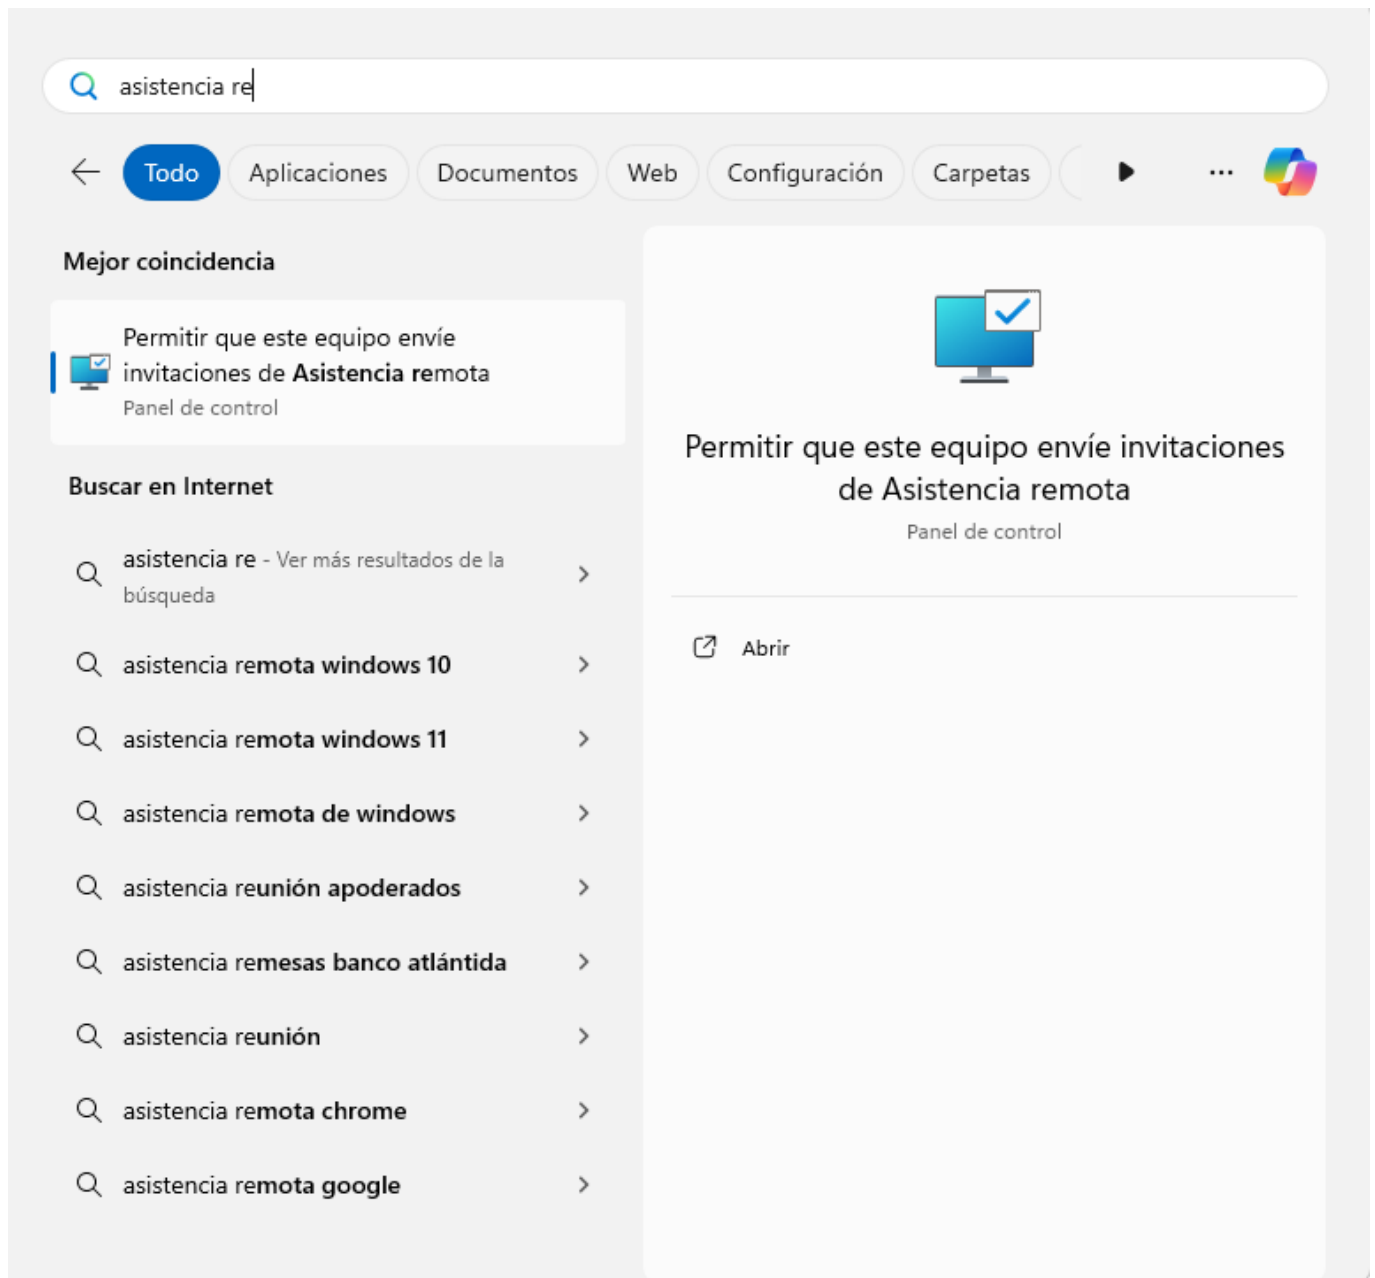 asistencia re
Todo
Aplicaciones
Documentos
Web
Configuración
Carpetas
Mejor coincidencia
Permitir que este equipo envíe
invitaciones de Asistencia remota
Panel de control
Buscar en Internet
asistencia re - Ver más resultados de la
búsqueda
asistencia remota windows 10
asistencia remota windows 11
asistencia remota de windows
asistencia reunión apoderados
asistencia remesas banco atlántida
asistencia reunión
asistencia remota chrome
asistencia remota google
Permitir que este equipo envíe invitaciones
de Asistencia remota
Panel de control
Abrir